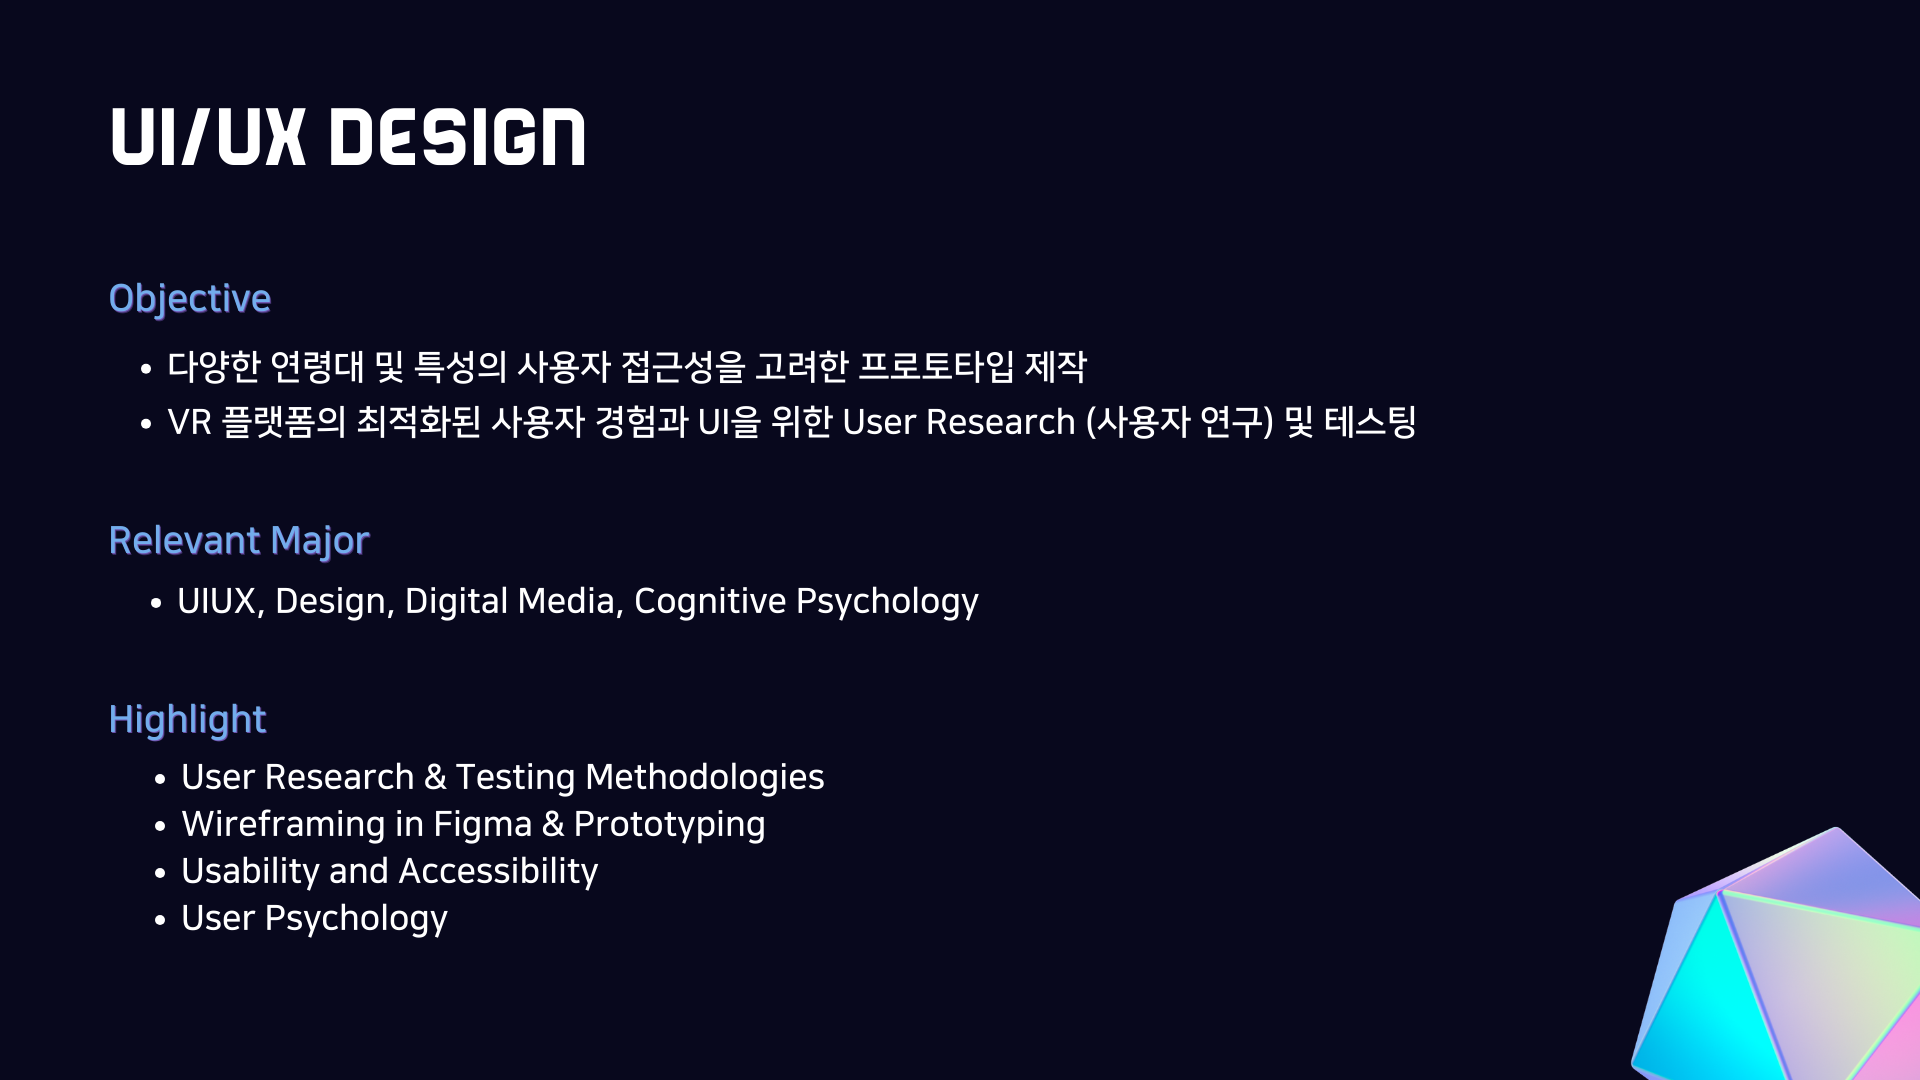 UI/UX DESIGN
Objective
• 다양한 연령대 및 특성의 사용자 접근성을 고려한 프로토타입 제작
• VR 플랫폼의 최적화된 사용자 경험과 UI을 위한 User Research (사용자 연구) 및 테스팅
Relevant Major
• UIUX, Design, Digital Media, Cognitive Psychology
Highlight
• User Research & Testing Methodologies
• Wireframing in Figma & Prototyping
• Usability and Accessibility
• User Psychology